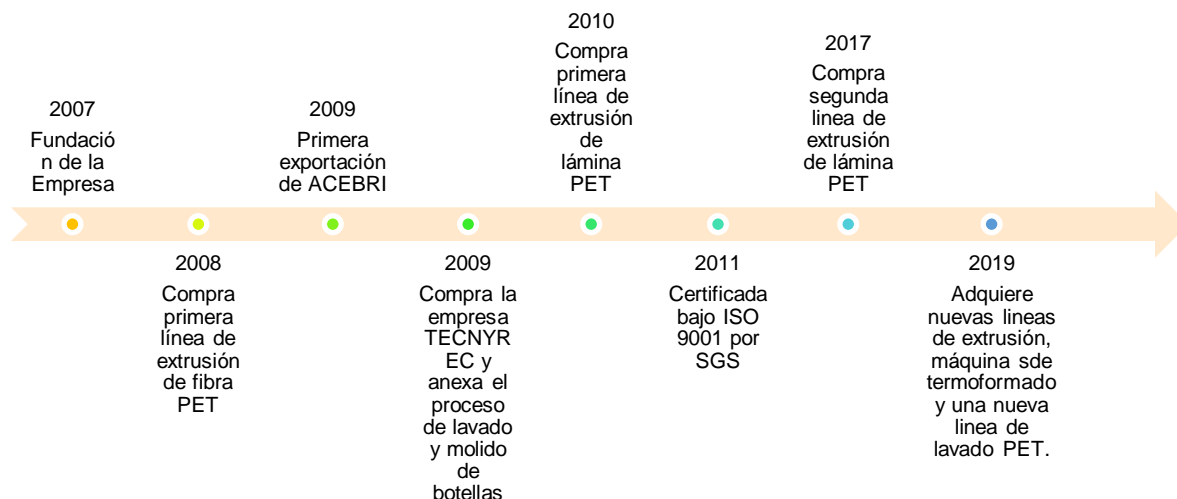 2007
Fundació
n de la
Empresa
2008
Compra
primera
línea de
extrusión
de fibra
PET
2009
Primera
exportación
de ACEBRI
2009
Compra la
empresa
TECNYR
EC y
anexa el
proceso
de lavado
y molido
de
botellas
2010
Compra
primera
línea de
extrusión
de
lámina
PET
2011
Certificada
bajo ISO
9001 por
SGS
2017
Compra
segunda
linea de
extrusión
de lámina
PET
2019
Adquiere
nuevas lineas
de extrusión,
máquina sde
termoformado
y una nueva
linea de
lavado PET.